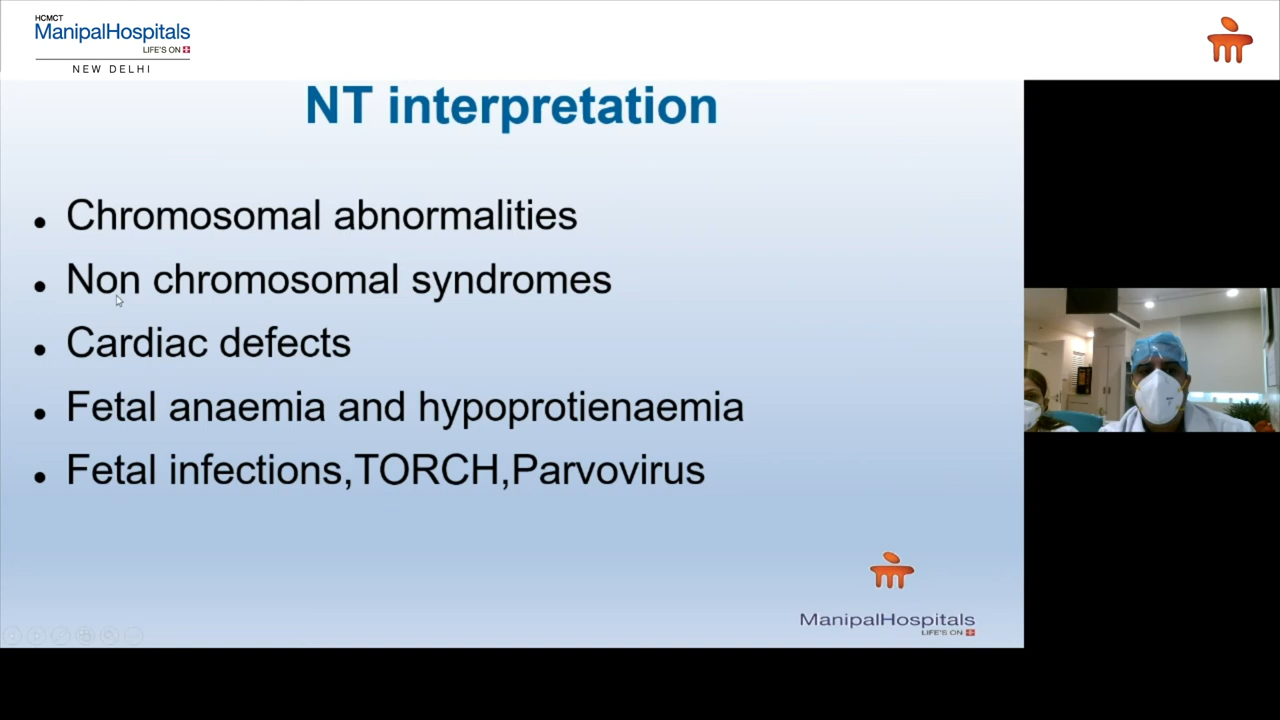 HCMCT
ManipalHospitals
LIFE'S ON
NEW DELHI
NT interpretation
• Chromosomal abnormalities
• Non chromosomal syndromes
• Cardiac defects
• Fetal anaemia and hypoprotienaemia
• Fetal infections,TORCH,Parvovirus
ManipalHospitals
LIFE'S ON